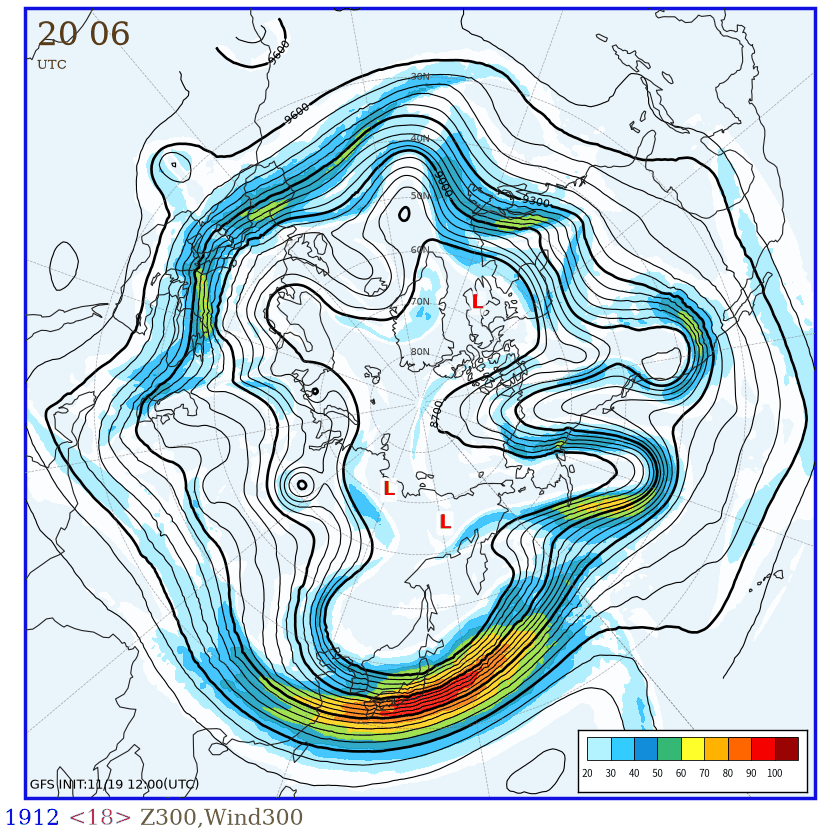 20 06
UTC
9600
9600
30N
40N
9000
50N
9300
60N
L
70N
80N
8700
L
L
20 30 40 50 60 70 80 90 100
GFS INIT:11/19 12:00(UTC)
1912 <18> Z300,Wind300